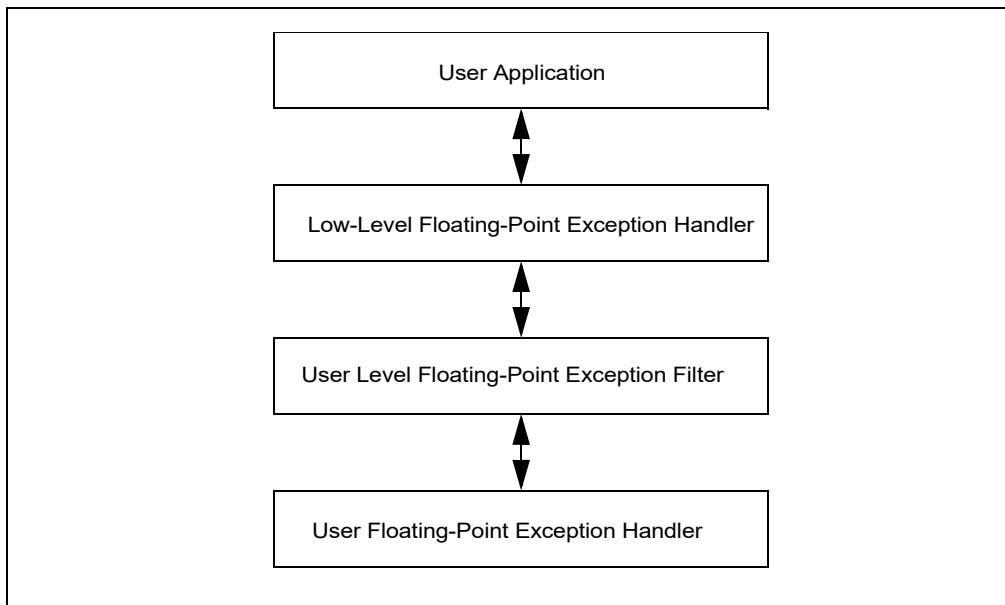 User Application
Low-Level Floating-Point Exception Handler
User Level Floating-Point Exception Filter
User Floating-Point Exception Handler